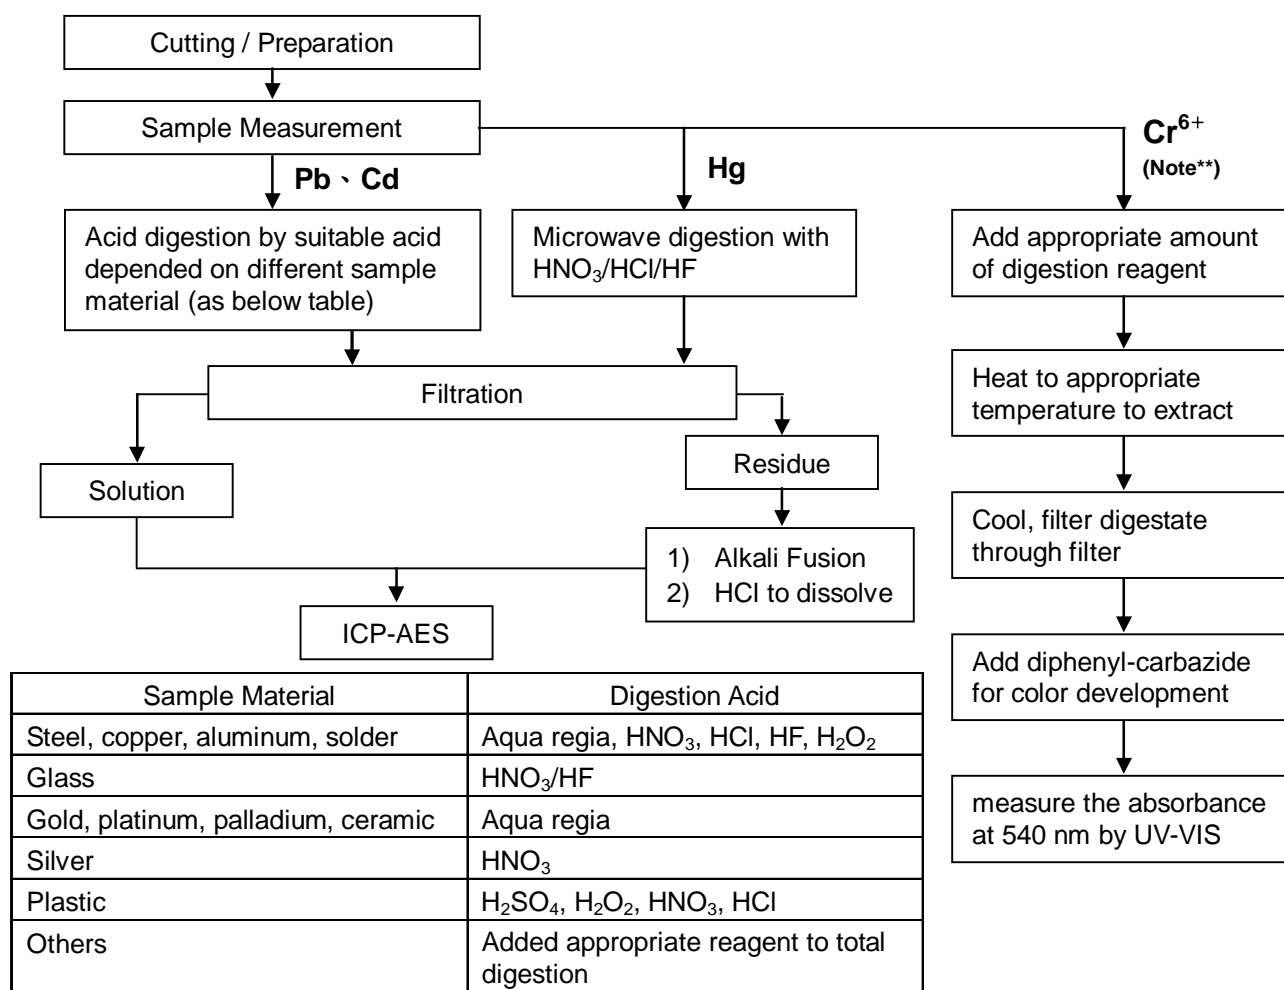 Cutting / Preparation
Sample Measurement
Pb、Cd
Hg
Cr⁶⁺
(Note**)
Acid digestion by suitable acid
depended on different sample
material (as below table)
Microwave digestion with
HNO₃/HCl/HF
Add appropriate amount
of digestion reagent
Filtration
Heat to appropriate
temperature to extract
Solution
Residue
Cool, filter digestate
through filter
1) Alkali Fusion
2) HCl to dissolve
ICP-AES
Add diphenyl-carbazide
for color development
measure the absorbance
at 540 nm by UV-VIS
Sample Material Digestion Acid
Steel, copper, aluminum, solder Aqua regia, HNO₃, HCl, HF, H₂O₂
Glass HNO₃/HF
Gold, platinum, palladium, ceramic Aqua regia
Silver HNO₃
Plastic H₂SO₄, H₂O₂, HNO₃, HCl
Others Added appropriate reagent to total
digestion